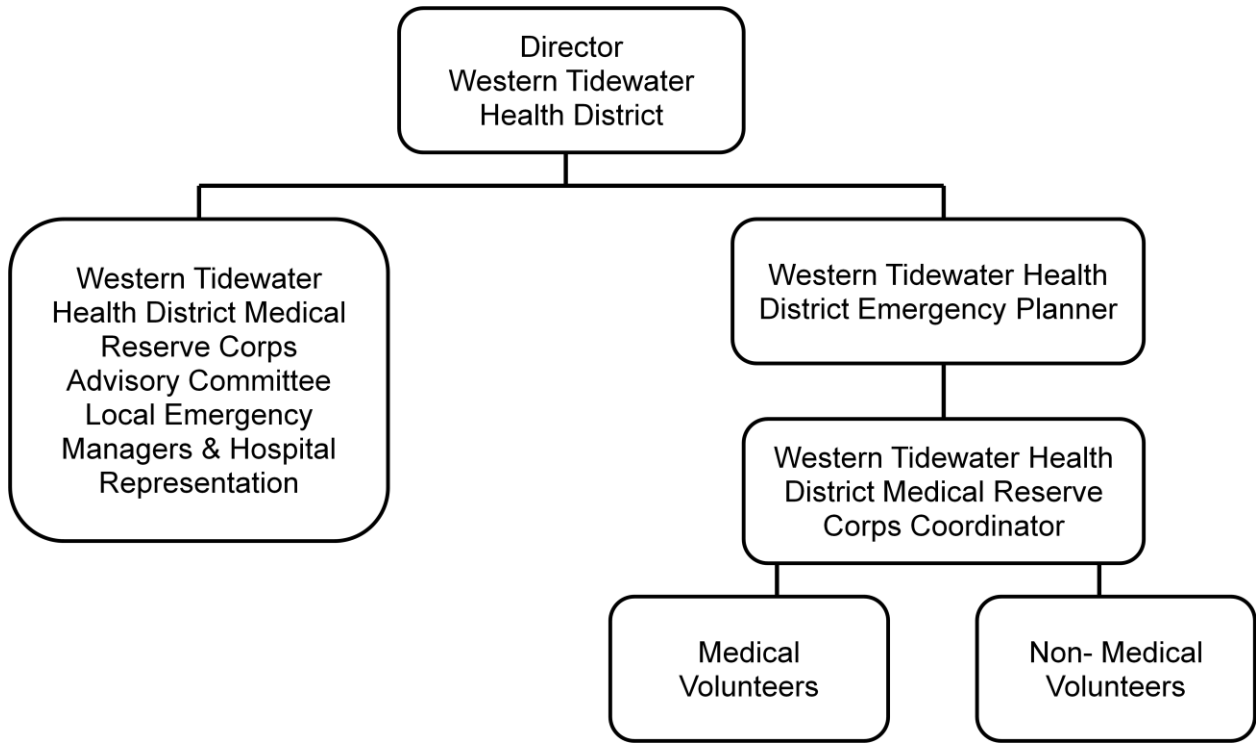 Director
Western Tidewater
Health District
Western Tidewater
Health District Medical
Reserve Corps
Advisory Committee
Local Emergency
Managers & Hospital
Representation
Western Tidewater Health
District Emergency Planner
Western Tidewater Health
District Medical Reserve
Corps Coordinator
Medical
Volunteers
Non- Medical
Volunteers